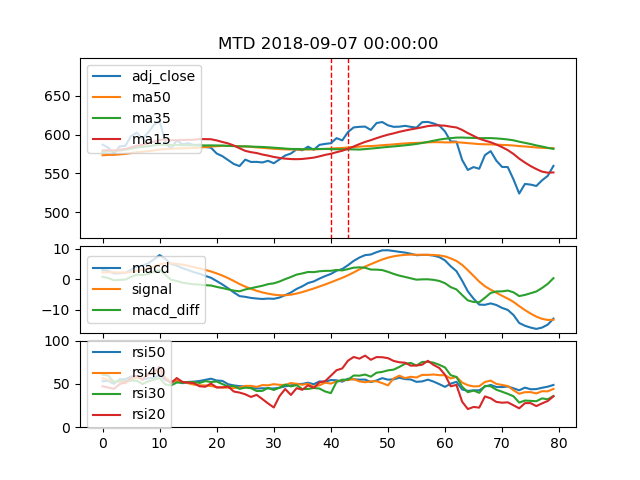 MTD 2018-09-07 00:00:00
650
600
550
500
adj_close
ma50
ma35
ma15
10
0
−10
macd
signal
macd_diff
100
50
0
rsi50
rsi40
rsi30
rsi20
0 10 20 30 40 50 60 70 80